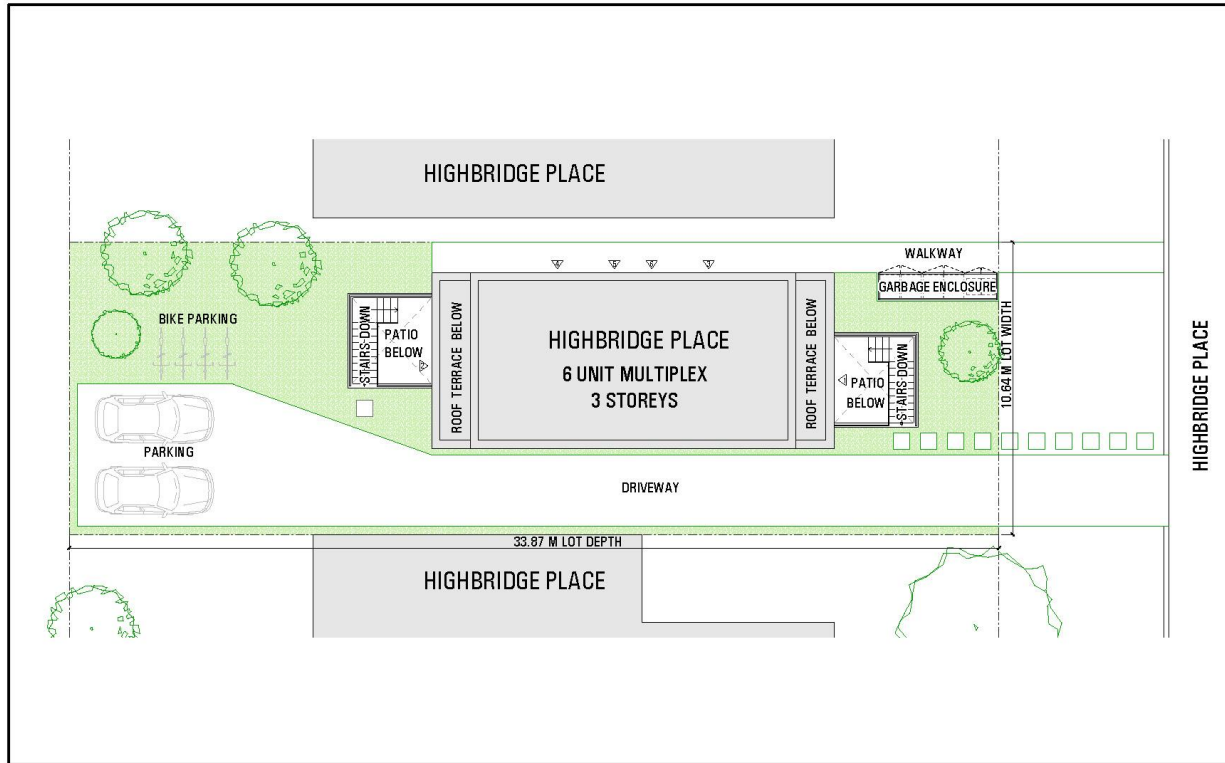 HIGHBRIDGE PLACE
WALKWAY
GARBAGE ENCLOSURE
BIKE PARKING
STAIRS DOWN
PATIO
BELOW
ROOF TERRACE BELOW
HIGHBRIDGE PLACE
6 UNIT MULTIPLEX
3 STOREYS
ROOF TERRACE BELOW
PATIO
BELOW
STAIRS DOWN
10.64 M LOT WIDTH
HIGHBRIDGE PLACE
PARKING
DRIVEWAY
33.87 M LOT DEPTH
HIGHBRIDGE PLACE